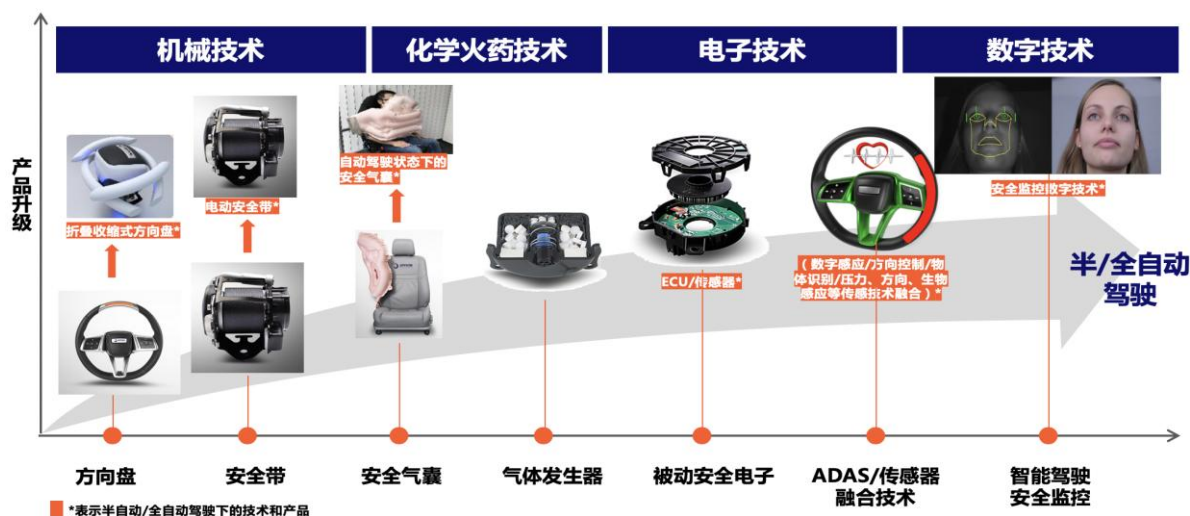 机械技术
化学火药技术
电子技术
数字技术
产品升级
折叠收缩式方向盘*
电动安全带*
自动驾驶状态下的
安全气囊*
ECU/传感器*
（数字感应/方向控制/物
体识别/压力、方向、生物
感应等传感技术融合）*
安全监控数字技术*
半/全自动
驾驶
方向盘
安全带
安全气囊
气体发生器
被动安全电子
ADAS/传感器
融合技术
智能驾驶
安全监控
*表示半自动/全自动驾驶下的技术和产品